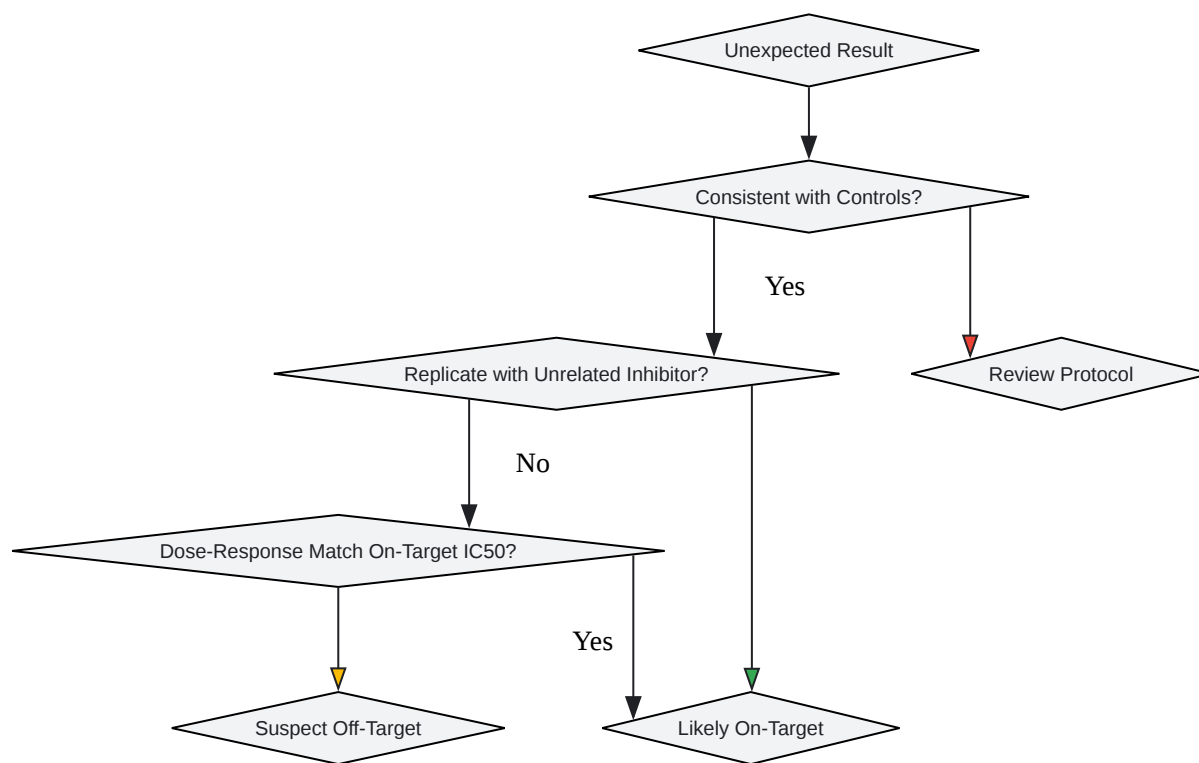 Unexpected Result
Consistent with Controls?
Yes
Replicate with Unrelated Inhibitor?
Review Protocol
No
Dose-Response Match On-Target IC50?
Yes
Suspect Off-Target
Likely On-Target